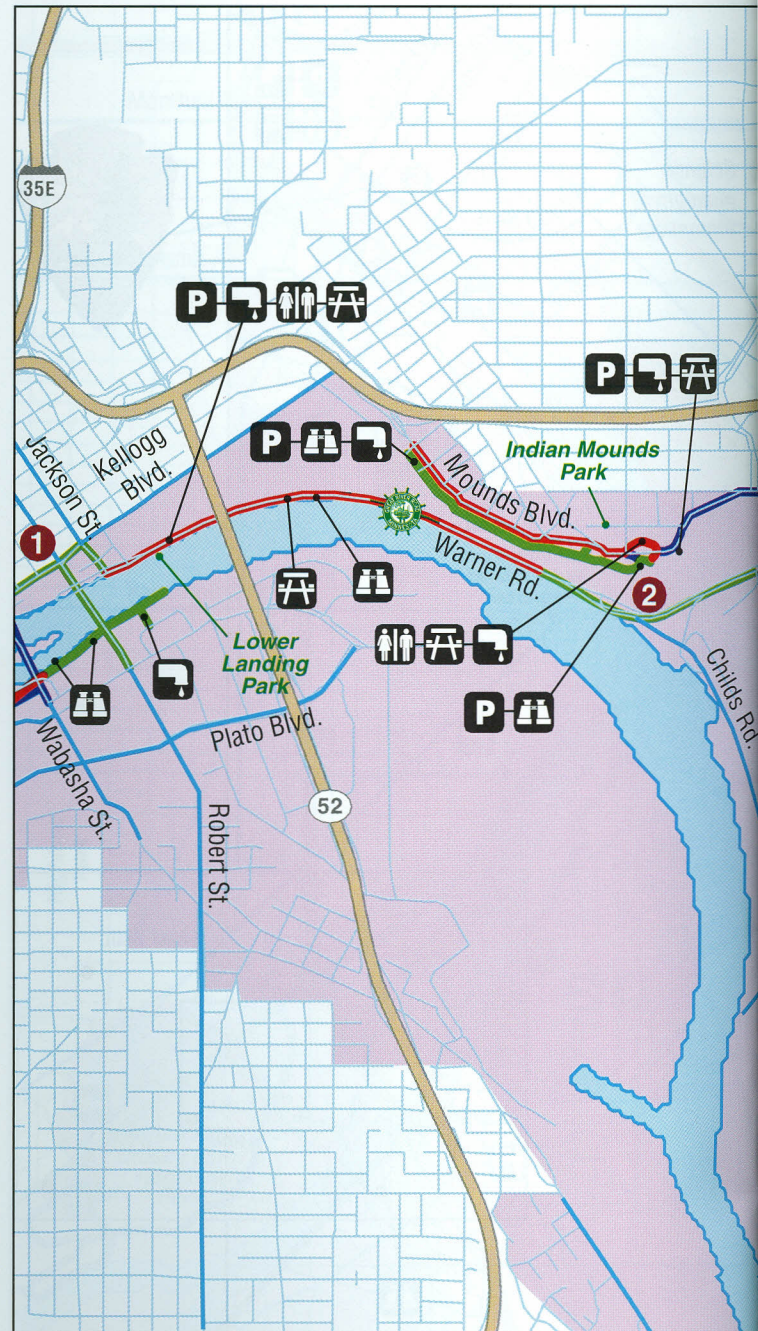 35E
P
P
Jackson St.
Kellogg
Blvd.
P
Indian Mounds
Park
Mounds Blvd.
1
Warner Rd.
2
Lower
Landing
Park
P
Childs Rd.
Plato Blvd.
Wabasha St.
52
Robert St.